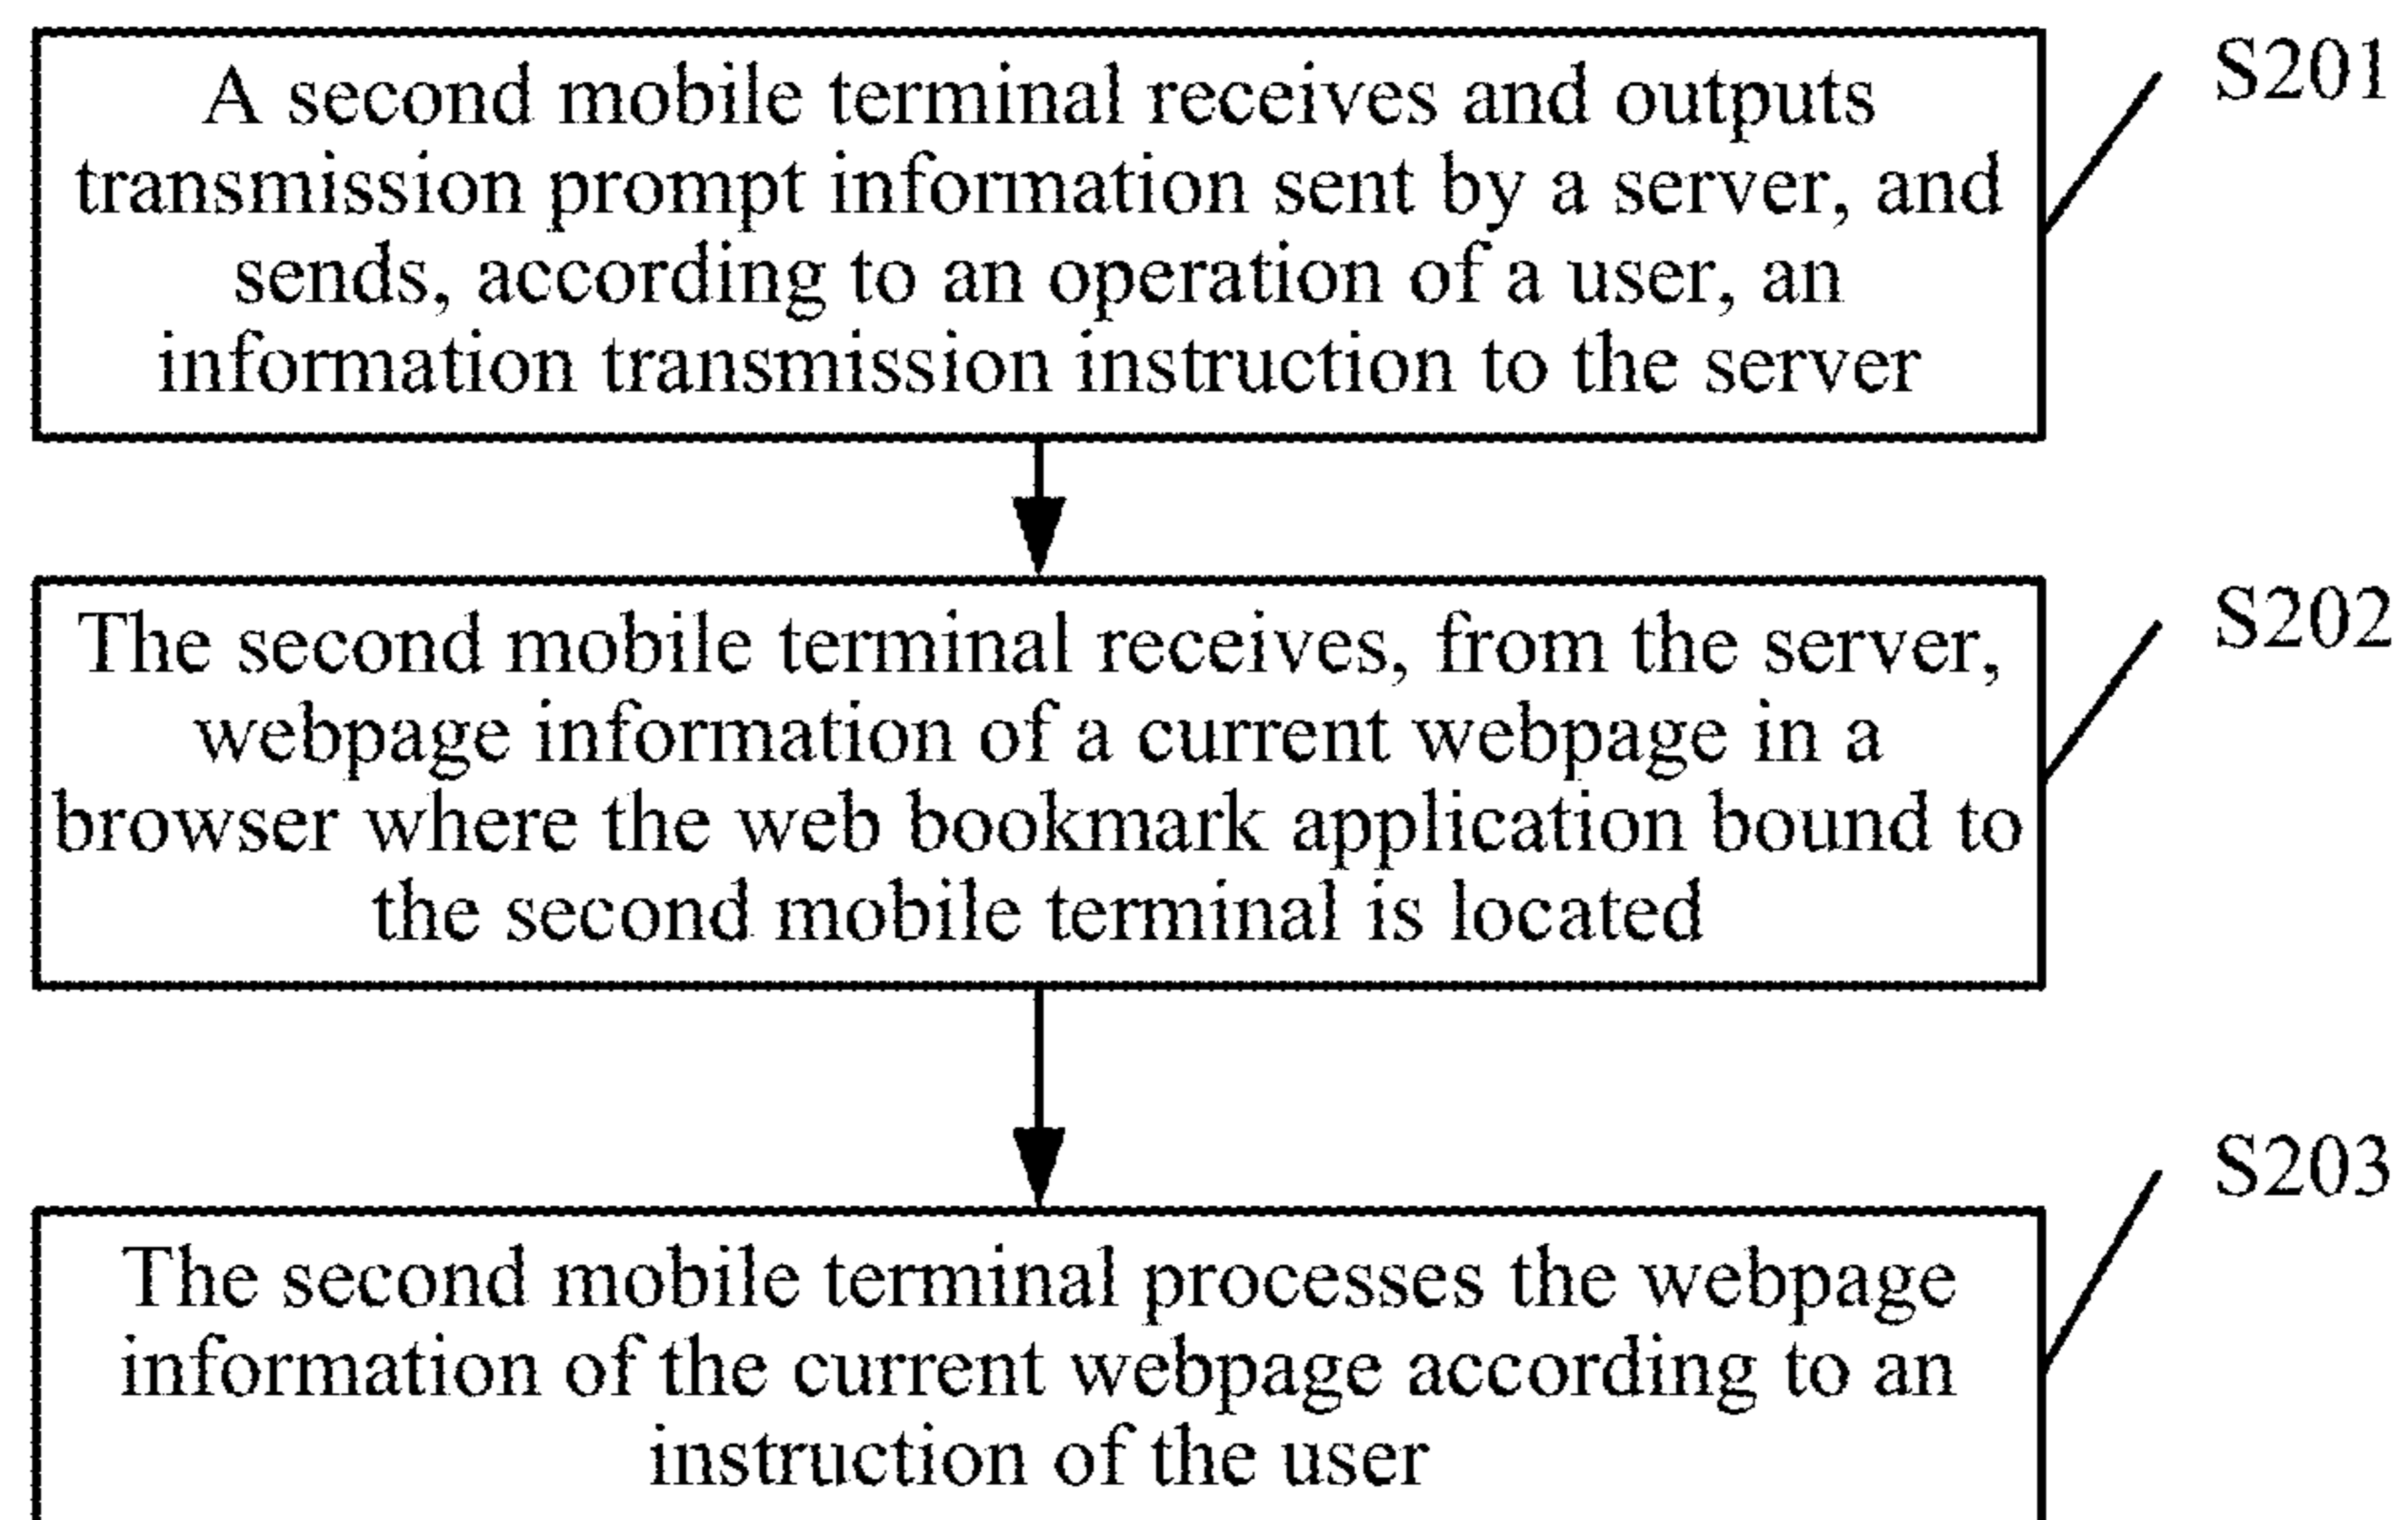 A second mobile terminal receives and outputs
transmission prompt information sent by a server, and
sends, according to an operation of a user, an
information transmission instruction to the server
S201
The second mobile terminal receives, from the server,
webpage information of a current webpage in a
browser where the web bookmark application bound to
the second mobile terminal is located
S202
The second mobile terminal processes the webpage
information of the current webpage according to an
instruction of the user
S203